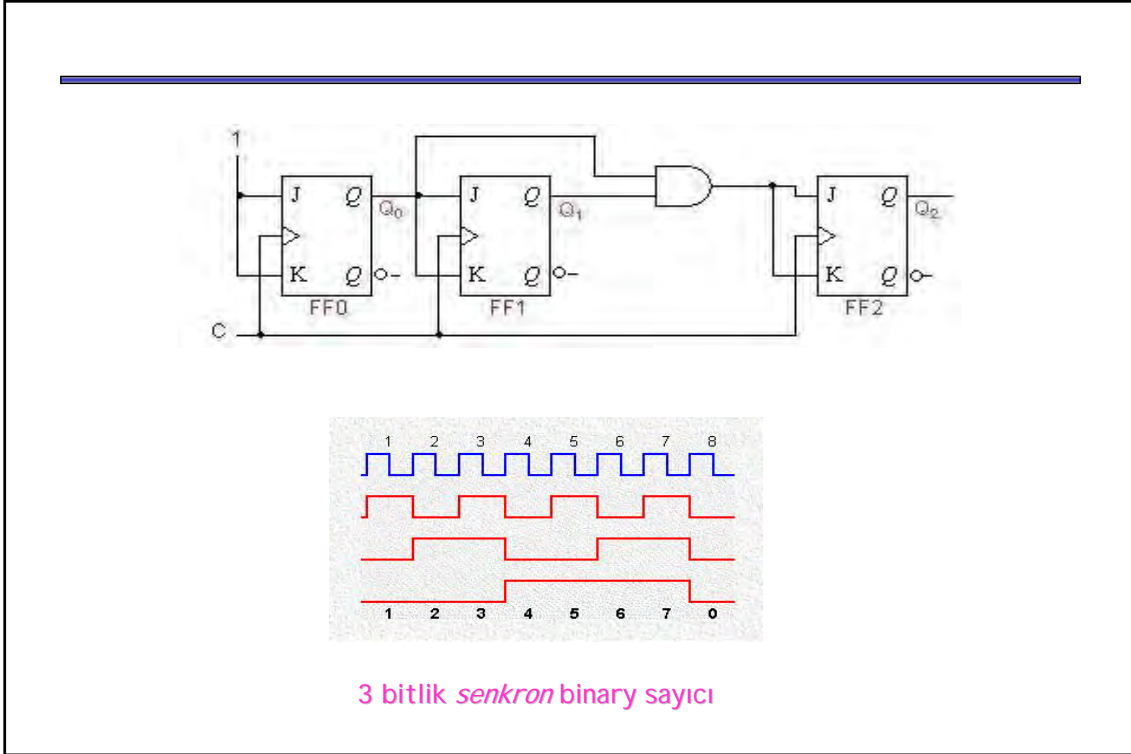 1
J Q Q₀ J Q Q₁ J Q Q₂
K Q K Q K Q
FF0 FF1 FF2
C
1 2 3 4 5 6 7 8
1 2 3 4 5 6 7 0
3 bitlik senkron binary sayıcı